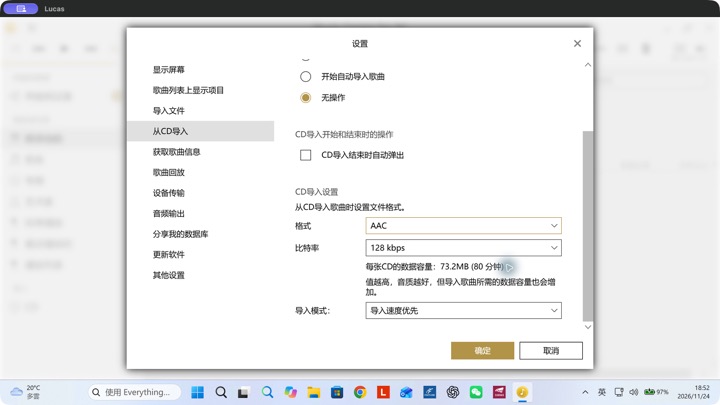 Lucas
设置
显示屏幕
歌曲列表上显示项目
导入文件
从CD导入
获取歌曲信息
歌曲回放
设备传输
音频输出
分享我的数据库
更新软件
其他设置
开始自动导入歌曲
无操作
CD导入开始和结束时的操作
CD导入结束时自动弹出
CD导入设置
从CD导入歌曲时设置文件格式。
格式
AAC
比特率
128 kbps
每张CD的数据容量：73.2MB (80 分钟)
值越高，音质越好，但导入歌曲所需的数据容量也会增
加。
导入模式：
导入速度优先
确定
取消
20°C
多云
使用 Everything...
英
97%
18:52
2026/11/24